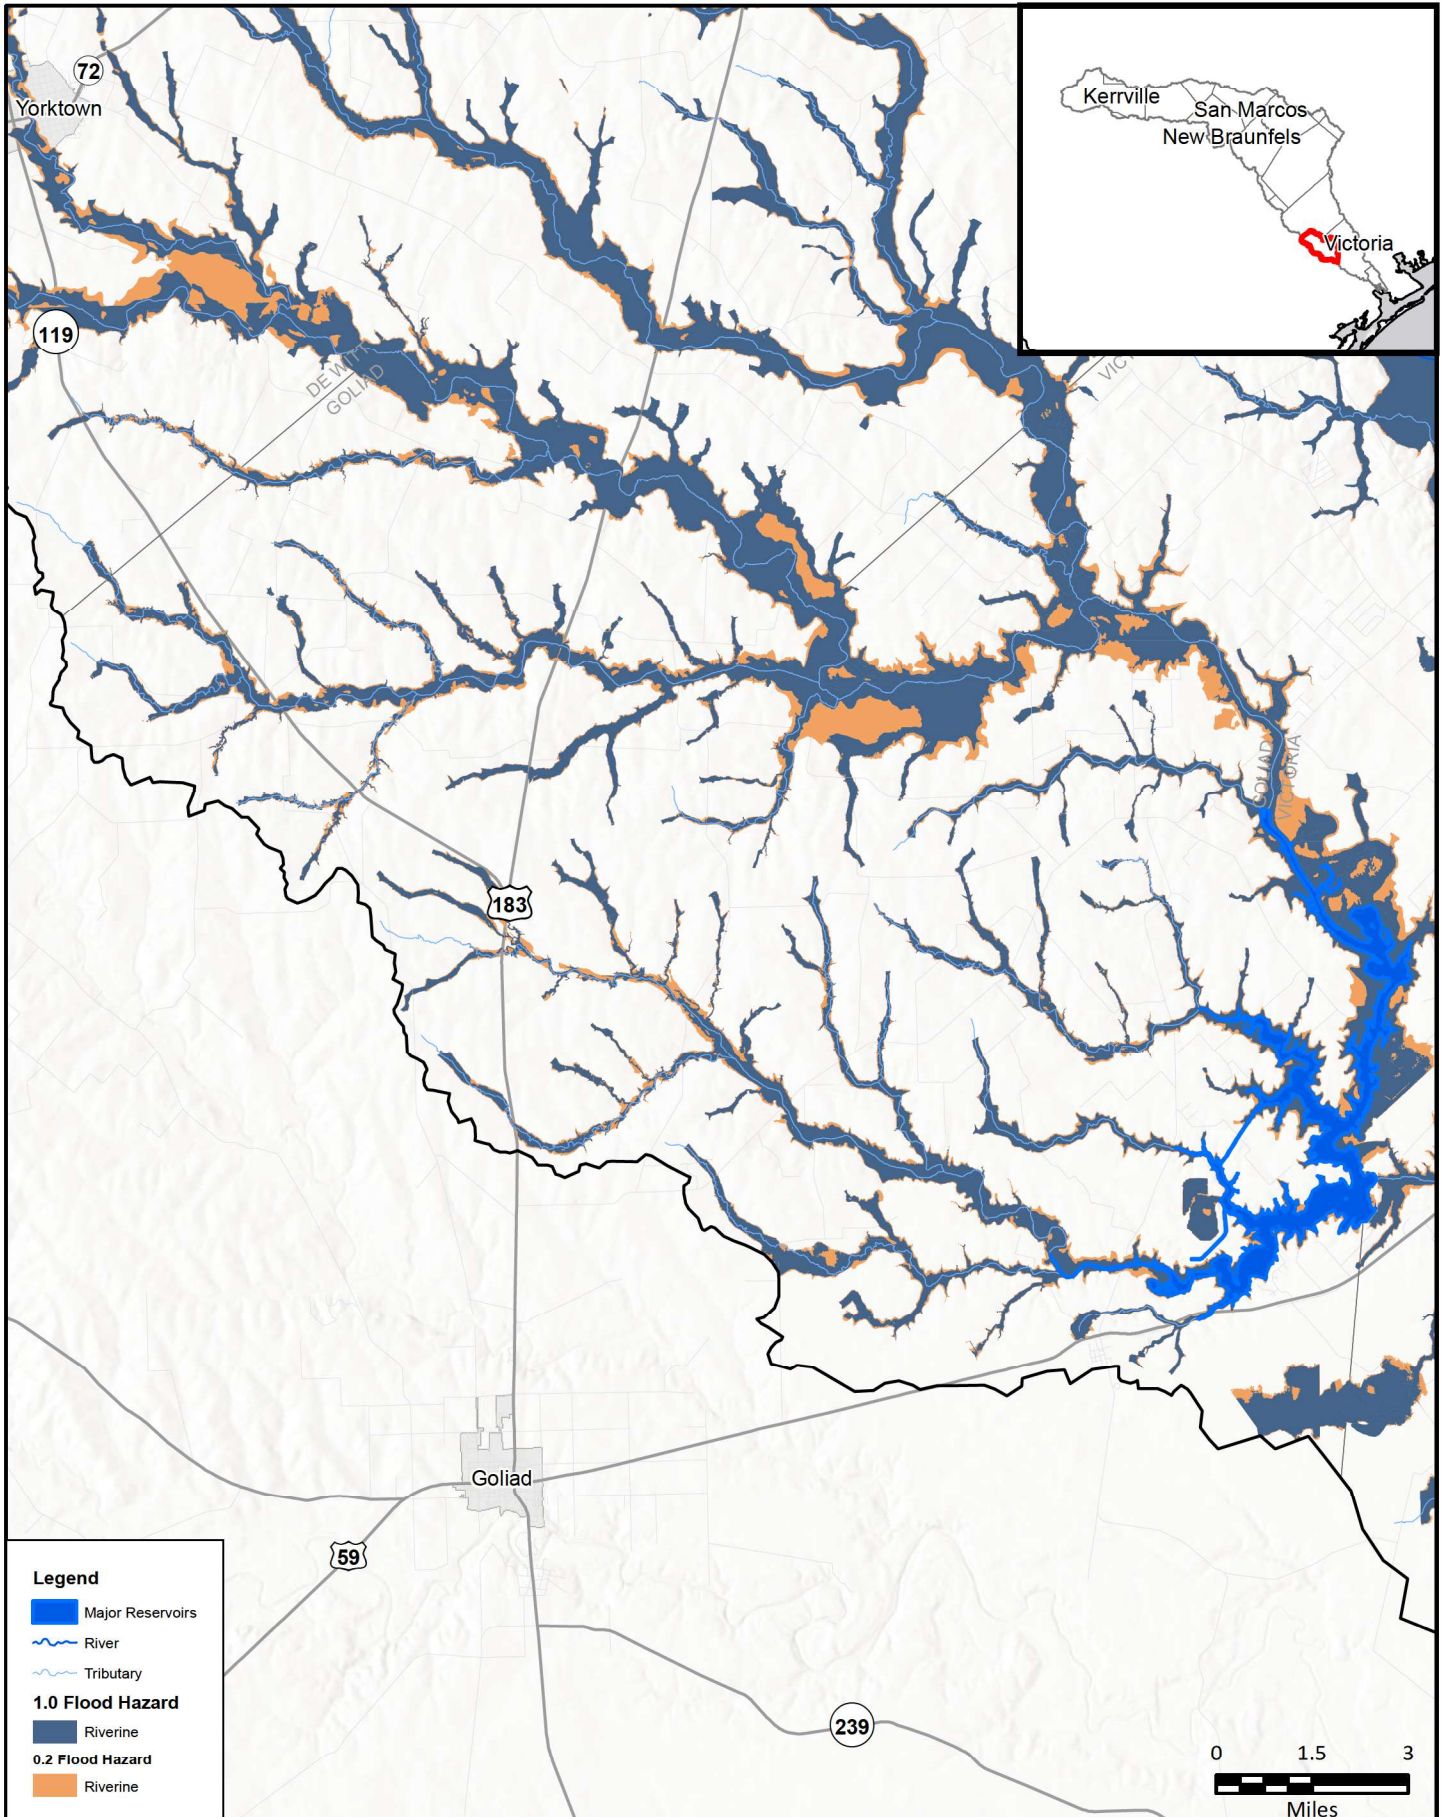 72
Yorktown
Kerrville
San Marcos
New Braunfels
Victoria
119
DE WITT
GOLIAD
VICT
GOLIAD
VICTORIA
183
Goliad
59
239
Legend
Major Reservoirs
River
Tributary
1.0 Flood Hazard
Riverine
0.2 Flood Hazard
Riverine
0 1.5 3
Miles